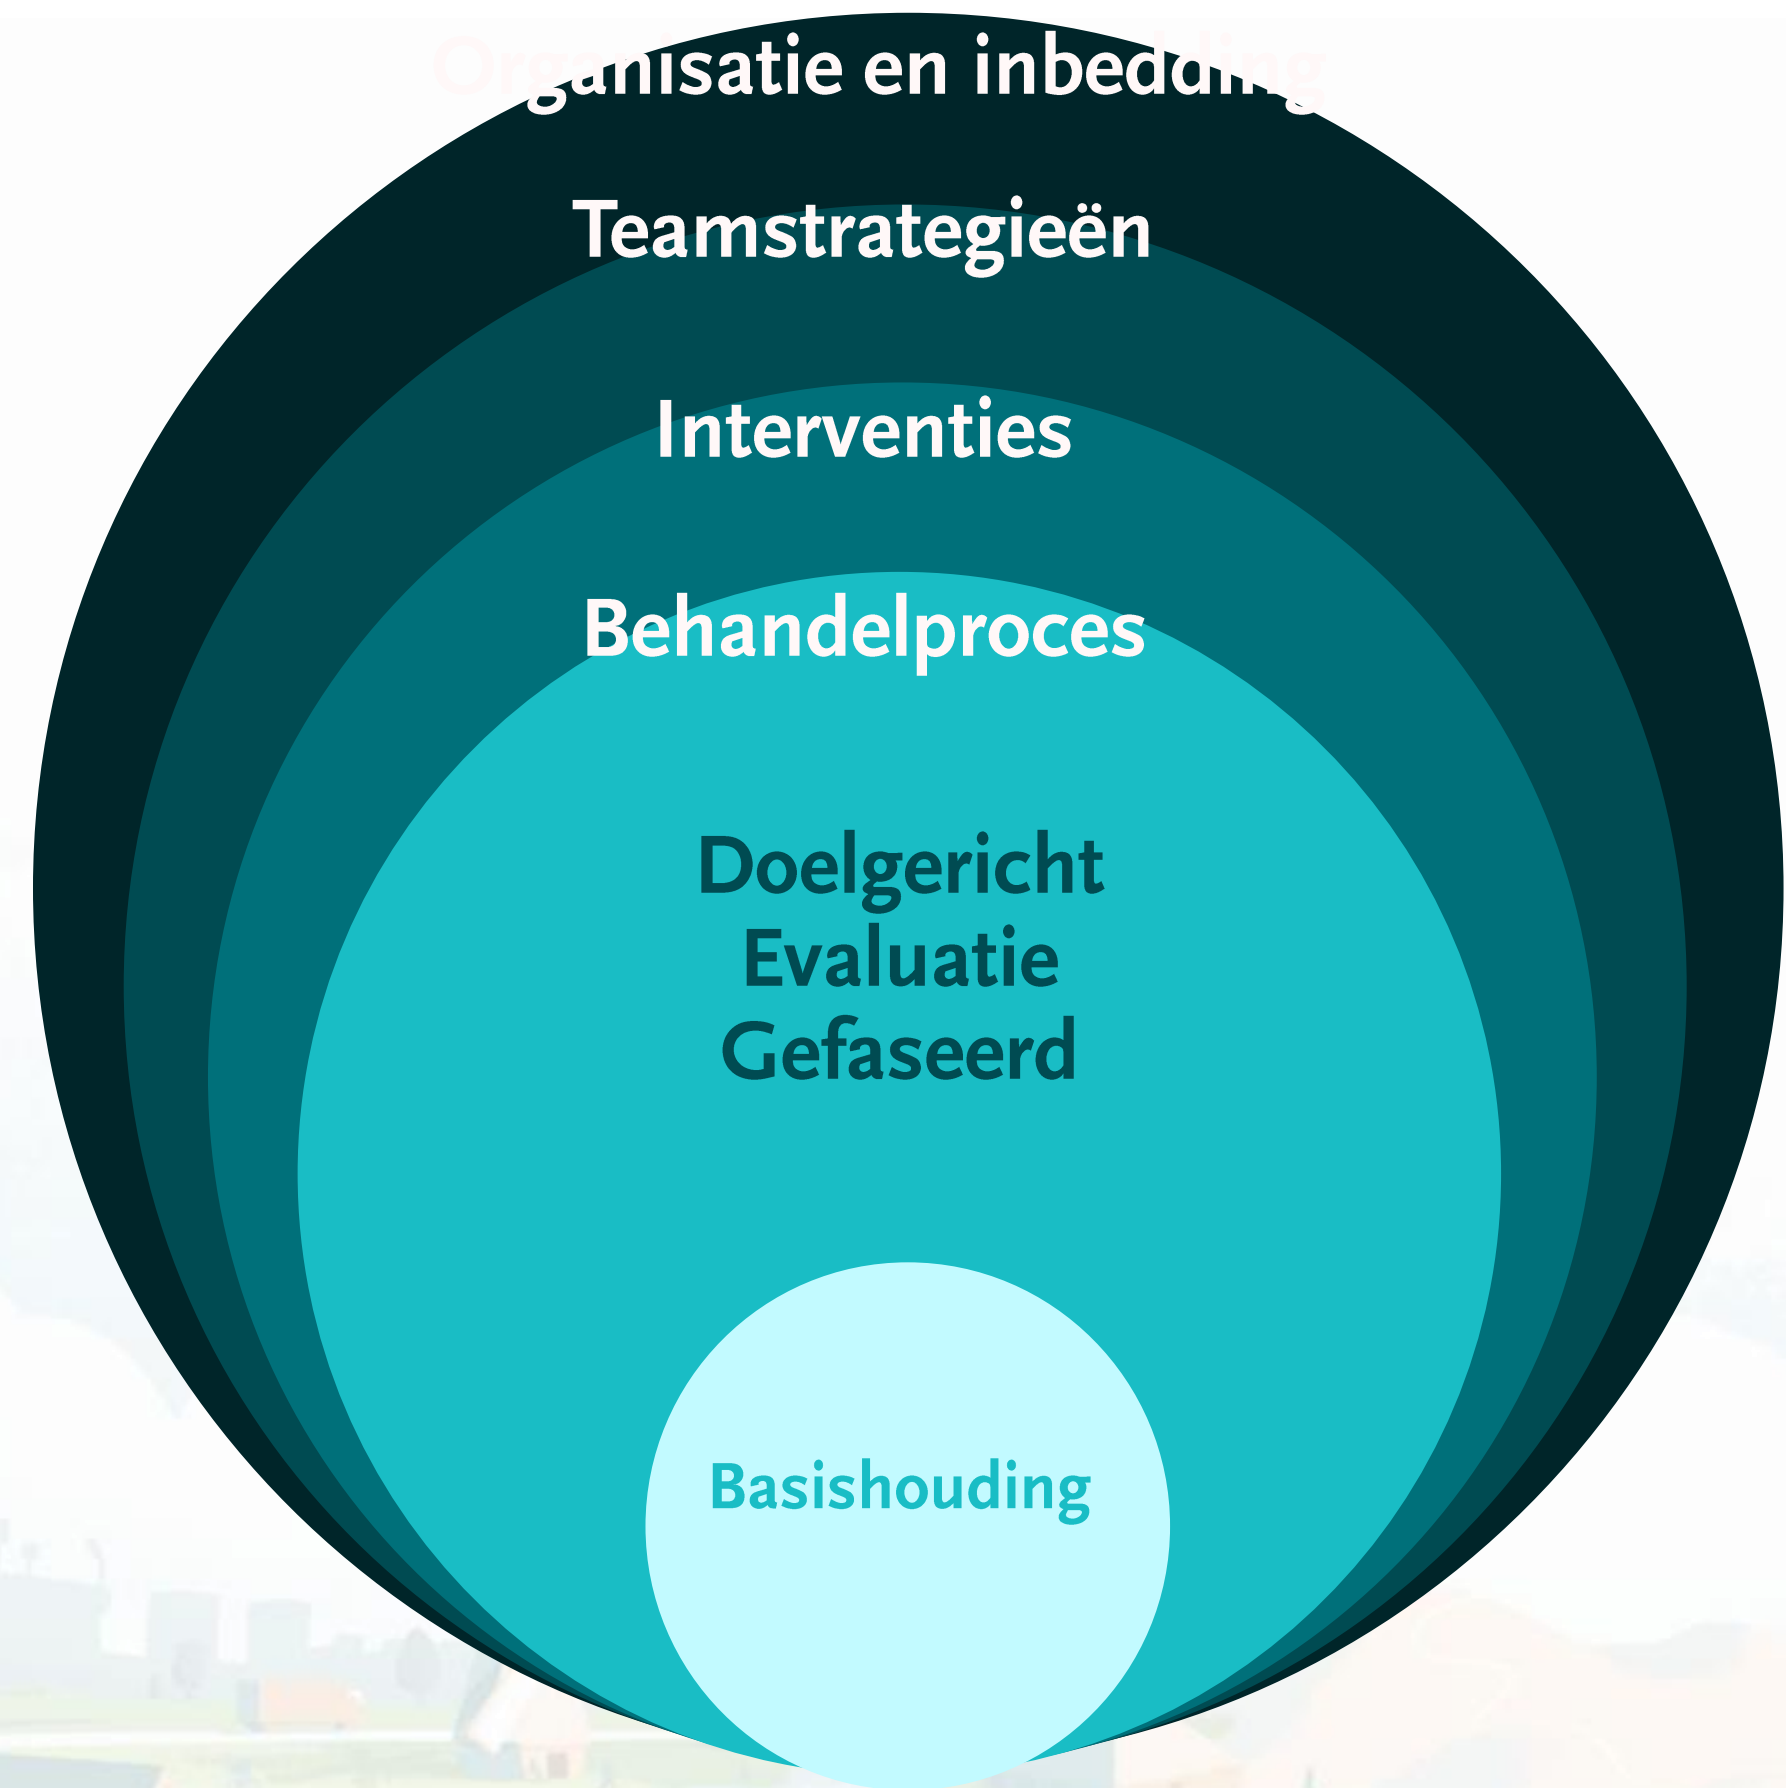 Organisatie en inbedding
Teamstrategieën
Interventies
Behandelproces
Doelgericht
Evaluatie
Gefaseerd
Basishouding